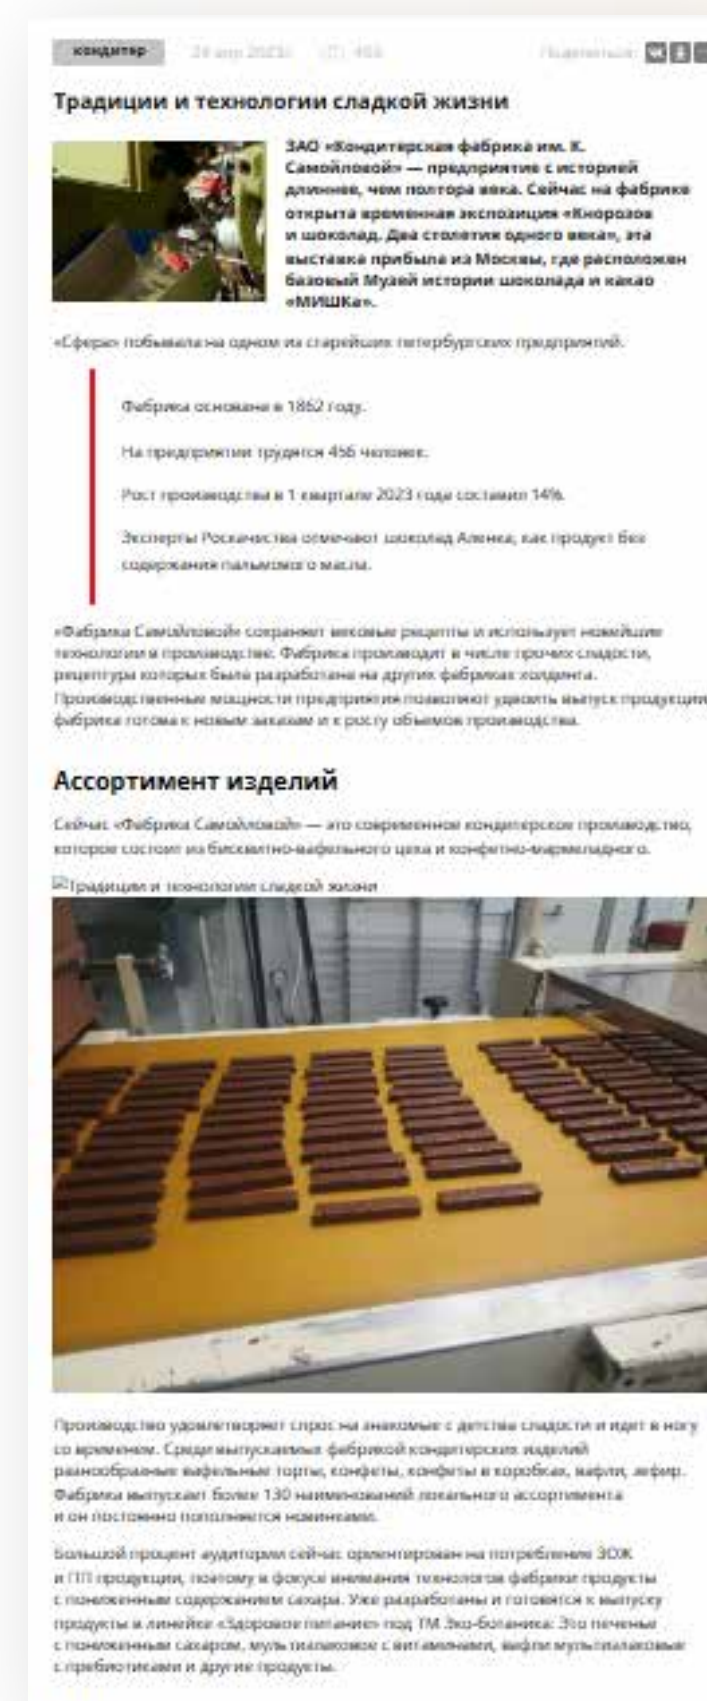 кондитер
Традиции и технологии сладкой жизни
ЗАО «Кондитерская фабрика им. К.
Самойловой» — предприятие с историей
длиннее, чем полтора века. Сейчас на фабрике
открыта временная экспозиция «Кнорозов
и шоколад. Два столетия одного века», эта
выставка прибыла из Москвы, где расположен
базовый Музей истории шоколада и какао
«МИШКа».
«Сфера» побывала на одном из старейших петербургских предприятий.
Фабрика основана в 1862 году.
На предприятии трудятся 456 человек.
Рост производства в 1 квартале 2023 года составил 14%.
Эксперты Роскачества отмечают шоколад Аленка, как продукт без
содержания пальмового масла.
«Фабрика Самойловой» сохраняет вековые рецепты и использует новейшие
технологии в производстве. Фабрика производит в числе прочих сладости,
рецептура которых была разработана на других фабриках холдинга.
Производственные мощности предприятия позволяют удвоить выпуск продукции
фабрика готова к новым заказам и к росту объемов производства.
Ассортимент изделий
Сейчас «Фабрика Самойловой» — это современное кондитерское производство,
которое состоит из бисквитно-вафельного цеха и конфетно-мармеладного.
Традиции и технологии сладкой жизни
Производство удовлетворяет спрос на знакомые с детства сладости и идет в ногу
со временем. Среди выпускаемых фабрикой кондитерских изделий
разнообразные вафельные торты, конфеты, конфеты в коробках, вафли, зефир.
Фабрика выпускает более 130 наименований локального ассортимента
и он постоянно пополняется новинками.
Большой процент аудитории сейчас ориентирован на потребление ЗОЖ
и ПП продукции, поэтому в фокусе внимания технологов фабрики продукты
с пониженным содержанием сахара. Уже разработаны и готовятся к выпуску
продукты в линейке «Здоровое питание» под ТМ Эко-ботаника: Это печенье
с пониженным сахаром, мультизлаковое с витаминами, вафли мультизлаковые
с пребиотиками и другие продукты.